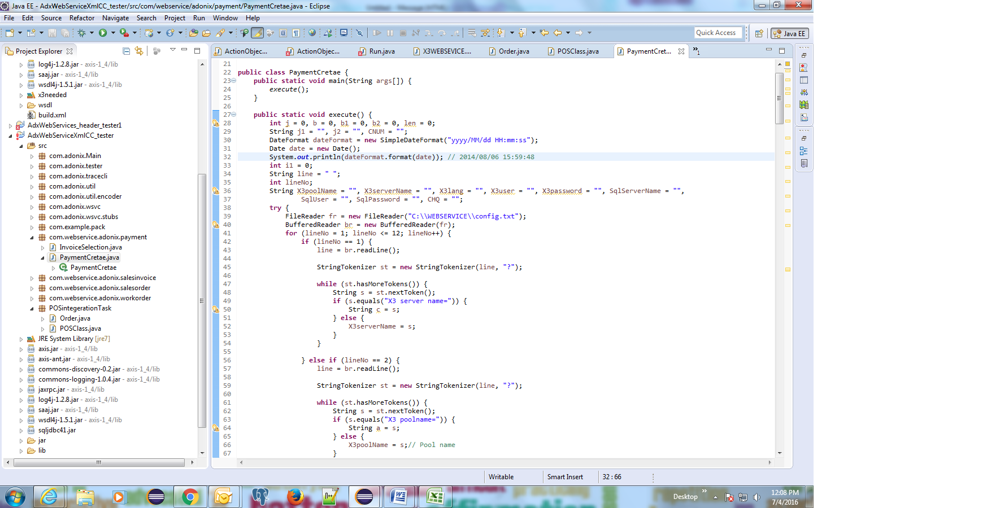 Java EE - AdxWebServiceXmlCC_tester/src/com/webservice/adonix/payment/PaymentCretae.java - Eclipse
File Edit Source Refactor Navigate Search Project Run Window Help
Quick Access
Java EE
Project Explorer
log4j-1.2.8.jar - axis-1_4/lib
saaj.jar - axis-1_4/lib
wsdl4j-1.5.1.jar - axis-1_4/lib
x3needed
wsdl
build.xml
AdxWebServices_header_tester1
AdxWebServiceXmlCC_tester
src
com.adonix.Main
com.adonix.tester
com.adonix.tracecli
com.adonix.util
com.adonix.util.encoder
com.adonix.wsvc
com.adonix.wsvc.stubs
com.example.pack
com.webservice.adonix.payment
InvoiceSelection.java
PaymentCretae.java
PaymentCretae
com.webservice.adonix.salesinvoice
com.webservice.adonix.salesorder
com.webservice.adonix.workorder
POSintegerationTask
Order.java
POSClass.java
JRE System Library [jre7]
axis.jar - axis-1_4/lib
axis-ant.jar - axis-1_4/lib
commons-discovery-0.2.jar - axis-1_4/lib
commons-logging-1.0.4.jar - axis-1_4/lib
jaxrpc.jar - axis-1_4/lib
log4j-1.2.8.jar - axis-1_4/lib
saaj.jar - axis-1_4/lib
wsdl4j-1.5.1.jar - axis-1_4/lib
sqljdbc41.jar
jar
lib
ActionObjec... ActionObjec... Run.java X3WEBSEVICE.... Order.java POSClass.java PaymentCret... »1
21
22 public class PaymentCretae {
23 public static void main(String args[]) {
24 execute();
25 }
26
27 public static void execute() {
28 int j = 0, b = 0, b1 = 0, b2 = 0, len = 0;
29 String j1 = "", j2 = "", CNUM = "";
30 DateFormat dateFormat = new SimpleDateFormat("yyyy/MM/dd HH:mm:ss");
31 Date date = new Date();
32 System.out.println(dateFormat.format(date)); // 2014/08/06 15:59:48
33 int i1 = 0;
34 String line = " ";
35 int lineNo;
36 String X3poolName = "", X3serverName = "", X3lang = "", X3user = "", X3password = "", SqlServerName = "",
37 SqlUser = "", SqlPassword = "", CHQ = "";
38 try {
39 FileReader fr = new FileReader("C:\\WEBSERVICE\\config.txt");
40 BufferedReader br = new BufferedReader(fr);
41 for (lineNo = 1; lineNo <= 12; lineNo++) {
42 if (lineNo == 1) {
43 line = br.readLine();
44
45 StringTokenizer st = new StringTokenizer(line, "?");
46
47 while (st.hasMoreTokens()) {
48 String s = st.nextToken();
49 if (s.equals("X3 server name=")) {
50 String c = s;
51 } else {
52 X3serverName = s;
53 }
54 }
55
56 } else if (lineNo == 2) {
57 line = br.readLine();
58
59 StringTokenizer st = new StringTokenizer(line, "?");
60
61 while (st.hasMoreTokens()) {
62 String s = st.nextToken();
63 if (s.equals("X3 poolname=")) {
64 String a = s;
65 } else {
66 X3poolName = s;// Pool name
67 }
Writable Smart Insert 32 : 66
Desktop » 12:08 PM
7/4/2016